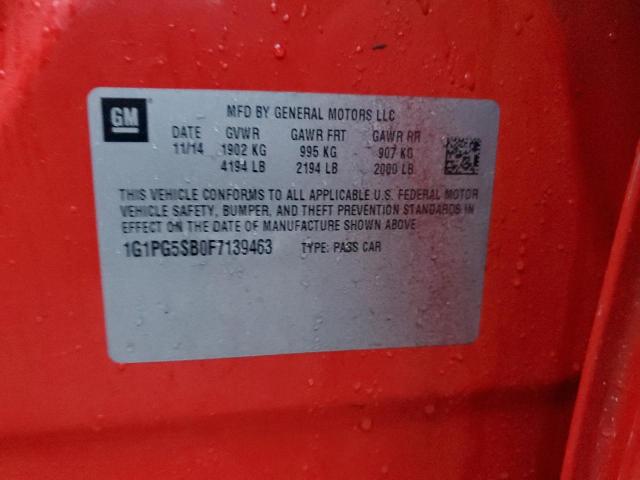 GM
MFD BY GENERAL MOTORS LLC
DATE GVWR GAWR FRT GAWR RR
11/14 1902 KG 995 KG 907 KG
4194 LB 2194 LB 2000 LB
THIS VEHICLE CONFORMS TO ALL APPLICABLE U.S. FEDERAL MOTOR
VEHICLE SAFETY, BUMPER, AND THEFT PREVENTION STANDARDS IN
EFFECT ON THE DATE OF MANUFACTURE SHOWN ABOVE
1G1PG5SB0F7139463 TYPE: PASS CAR